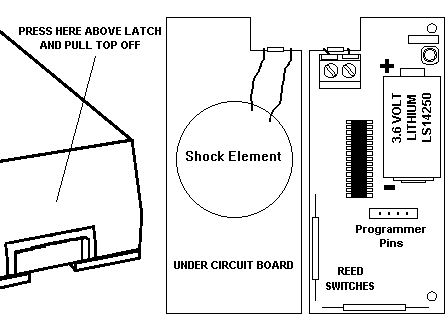 PRESS HERE ABOVE LATCH
AND PULL TOP OFF
Shock Element
UNDER CIRCUIT BOARD
+
3.6 VOLT
LITHIUM
LS14250
-
Programmer
Pins
REED
SWITCHES